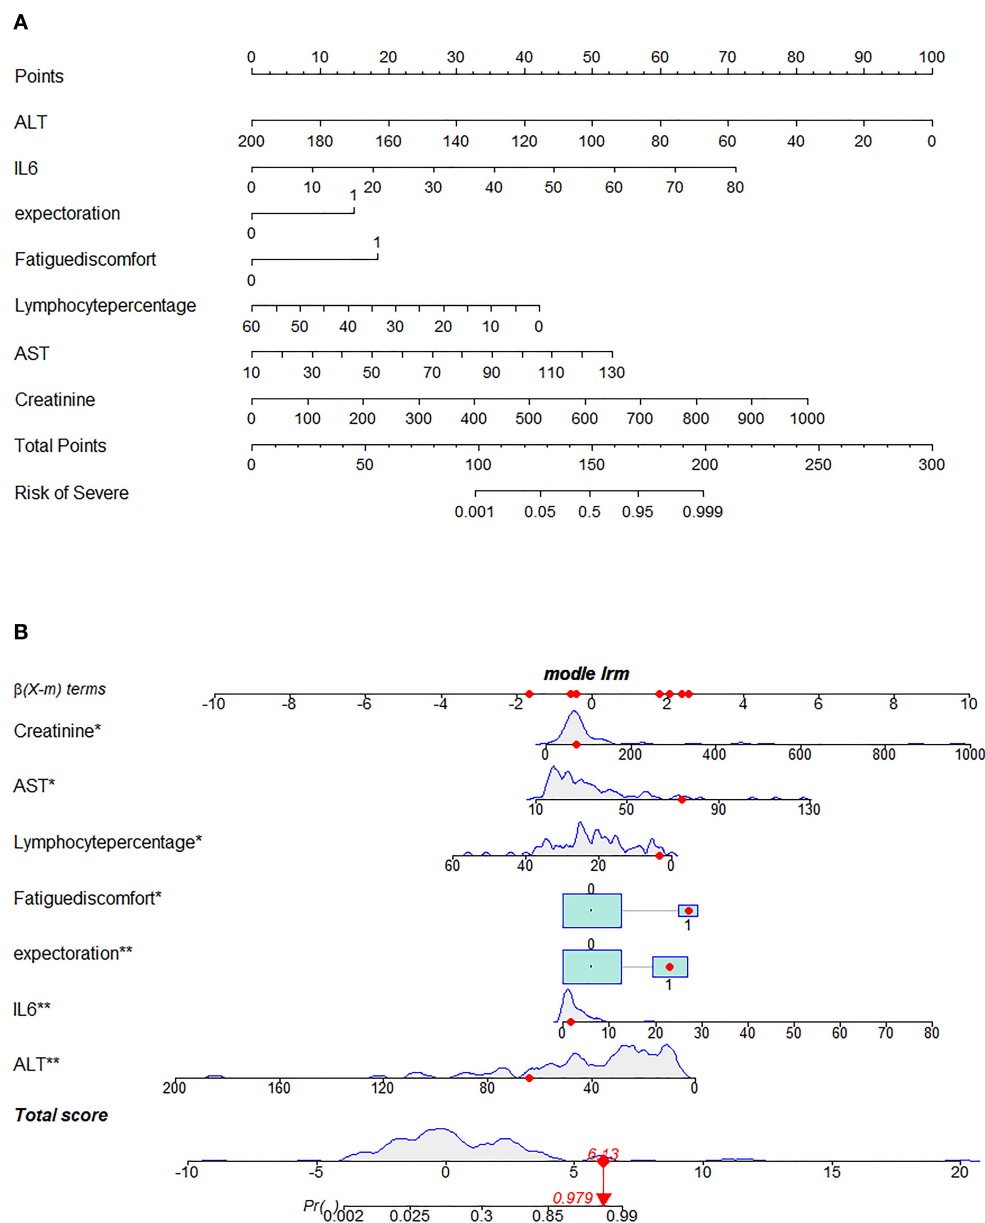 A
0 10 20 30 40 50 60 70 80 90 100
Points
ALT
200 180 160 140 120 100 80 60 40 20 0
IL6
0 10 20 30 40 50 60 70 80
1
expectoration
0
1
Fatiguediscomfort
0
Lymphocytepercentage
60 50 40 30 20 10 0
AST
10 30 50 70 90 110 130
Creatinine
0 100 200 300 400 500 600 700 800 900 1000
Total Points
0 50 100 150 200 250 300
Risk of Severe
0.001 0.05 0.5 0.95 0.999
B
modle lrm
β(X-m) terms
-10 -8 -6 -4 -2 0 2 4 6 8 10
Creatinine*
0 200 400 600 800 1000
AST*
10 50 90 130
Lymphocytepercentage*
60 40 20 0
0
Fatiguediscomfort*
1
0
expectoration**
1
IL6**
0 10 20 30 40 50 60 70 80
ALT**
200 160 120 80 40 0
Total score
6.13
-10 -5 0 5 10 15 20
0.979
Pr( )
0.002 0.025 0.3 0.85 0.99